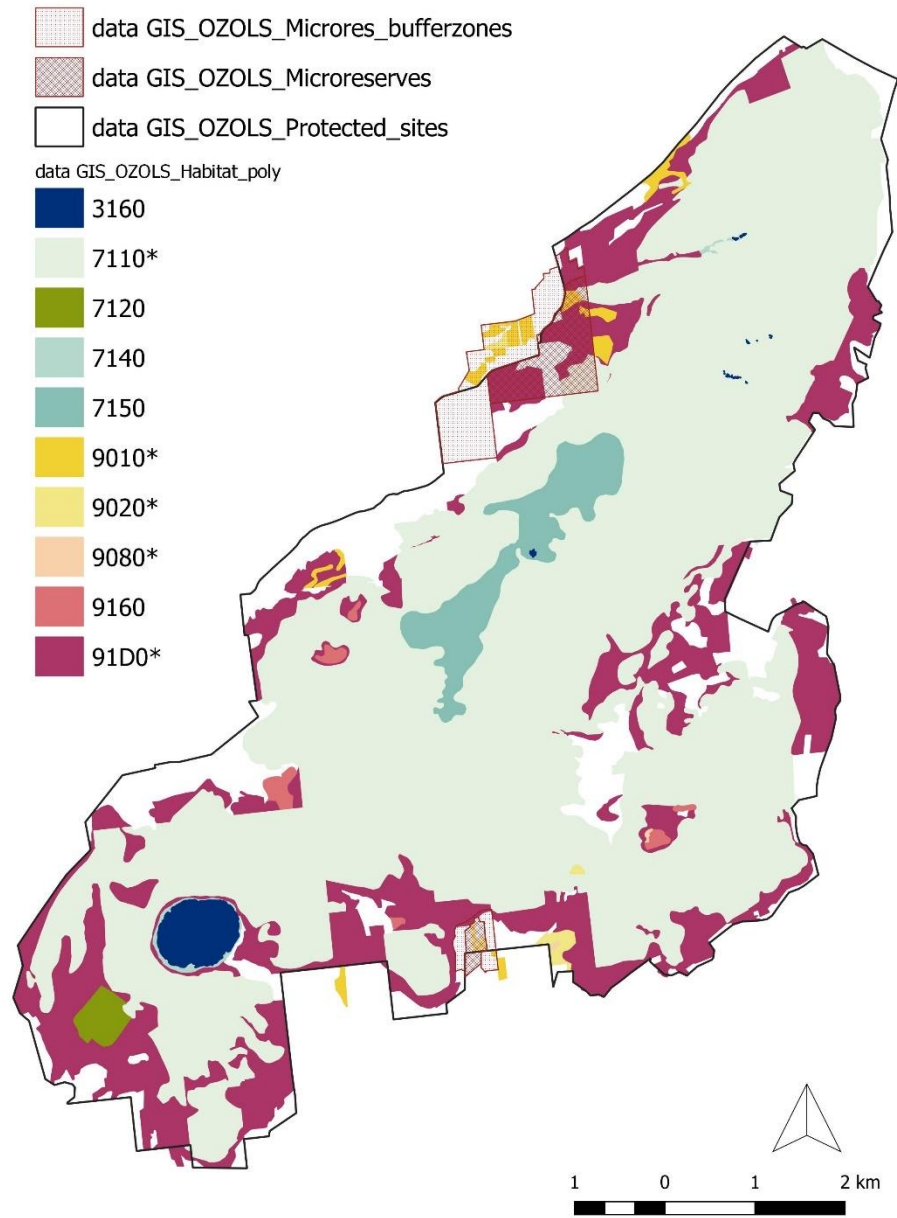 data GIS_OZOLS_Microres_bufferzones
data GIS_OZOLS_Microreserves
data GIS_OZOLS_Protected_sites
data GIS_OZOLS_Habitat_poly
3160
7110*
7120
7140
7150
9010*
9020*
9080*
9160
91D0*
1 0 1 2 km